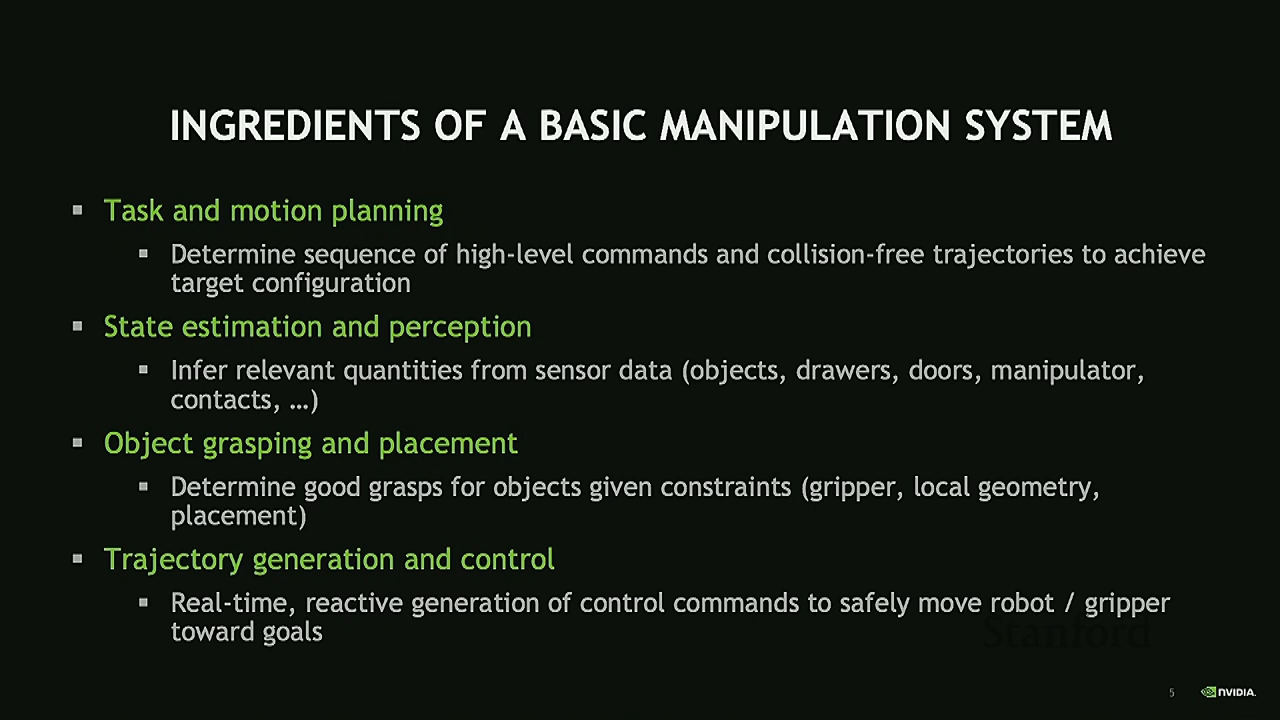 INGREDIENTS OF A BASIC MANIPULATION SYSTEM
▪ Task and motion planning
▪ Determine sequence of high-level commands and collision-free trajectories to achieve
target configuration
▪ State estimation and perception
▪ Infer relevant quantities from sensor data (objects, drawers, doors, manipulator,
contacts, …)
▪ Object grasping and placement
▪ Determine good grasps for objects given constraints (gripper, local geometry,
placement)
▪ Trajectory generation and control
▪ Real-time, reactive generation of control commands to safely move robot / gripper
toward goals
Stanford
5
NVIDIA.